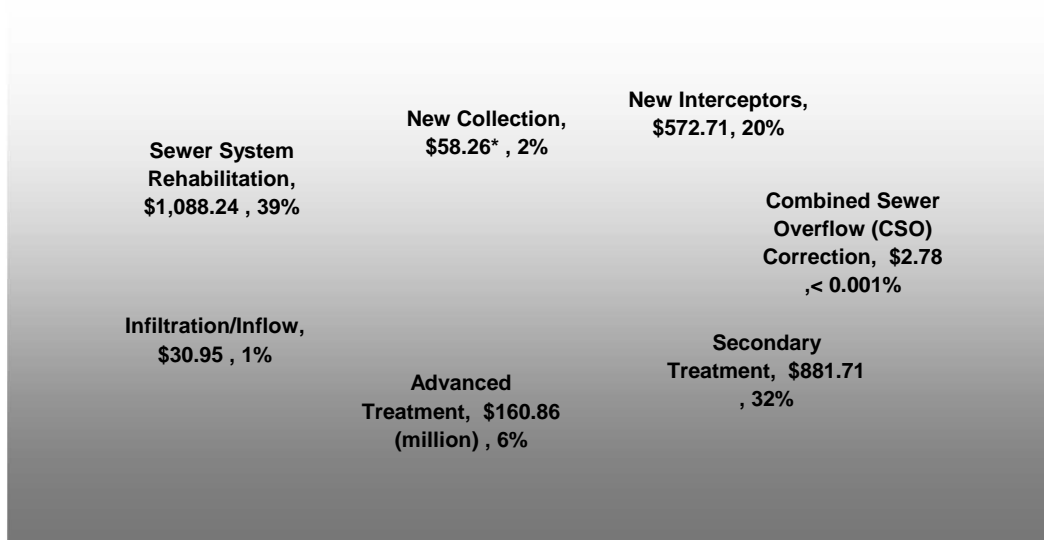 New Interceptors,
$572.71, 20%
New Collection,
$58.26* , 2%
Sewer System
Rehabilitation,
$1,088.24 , 39%
Combined Sewer
Overflow (CSO)
Correction, $2.78
,< 0.001%
Infiltration/Inflow,
$30.95 , 1%
Secondary
Treatment, $881.71
, 32%
Advanced
Treatment, $160.86
(million) , 6%